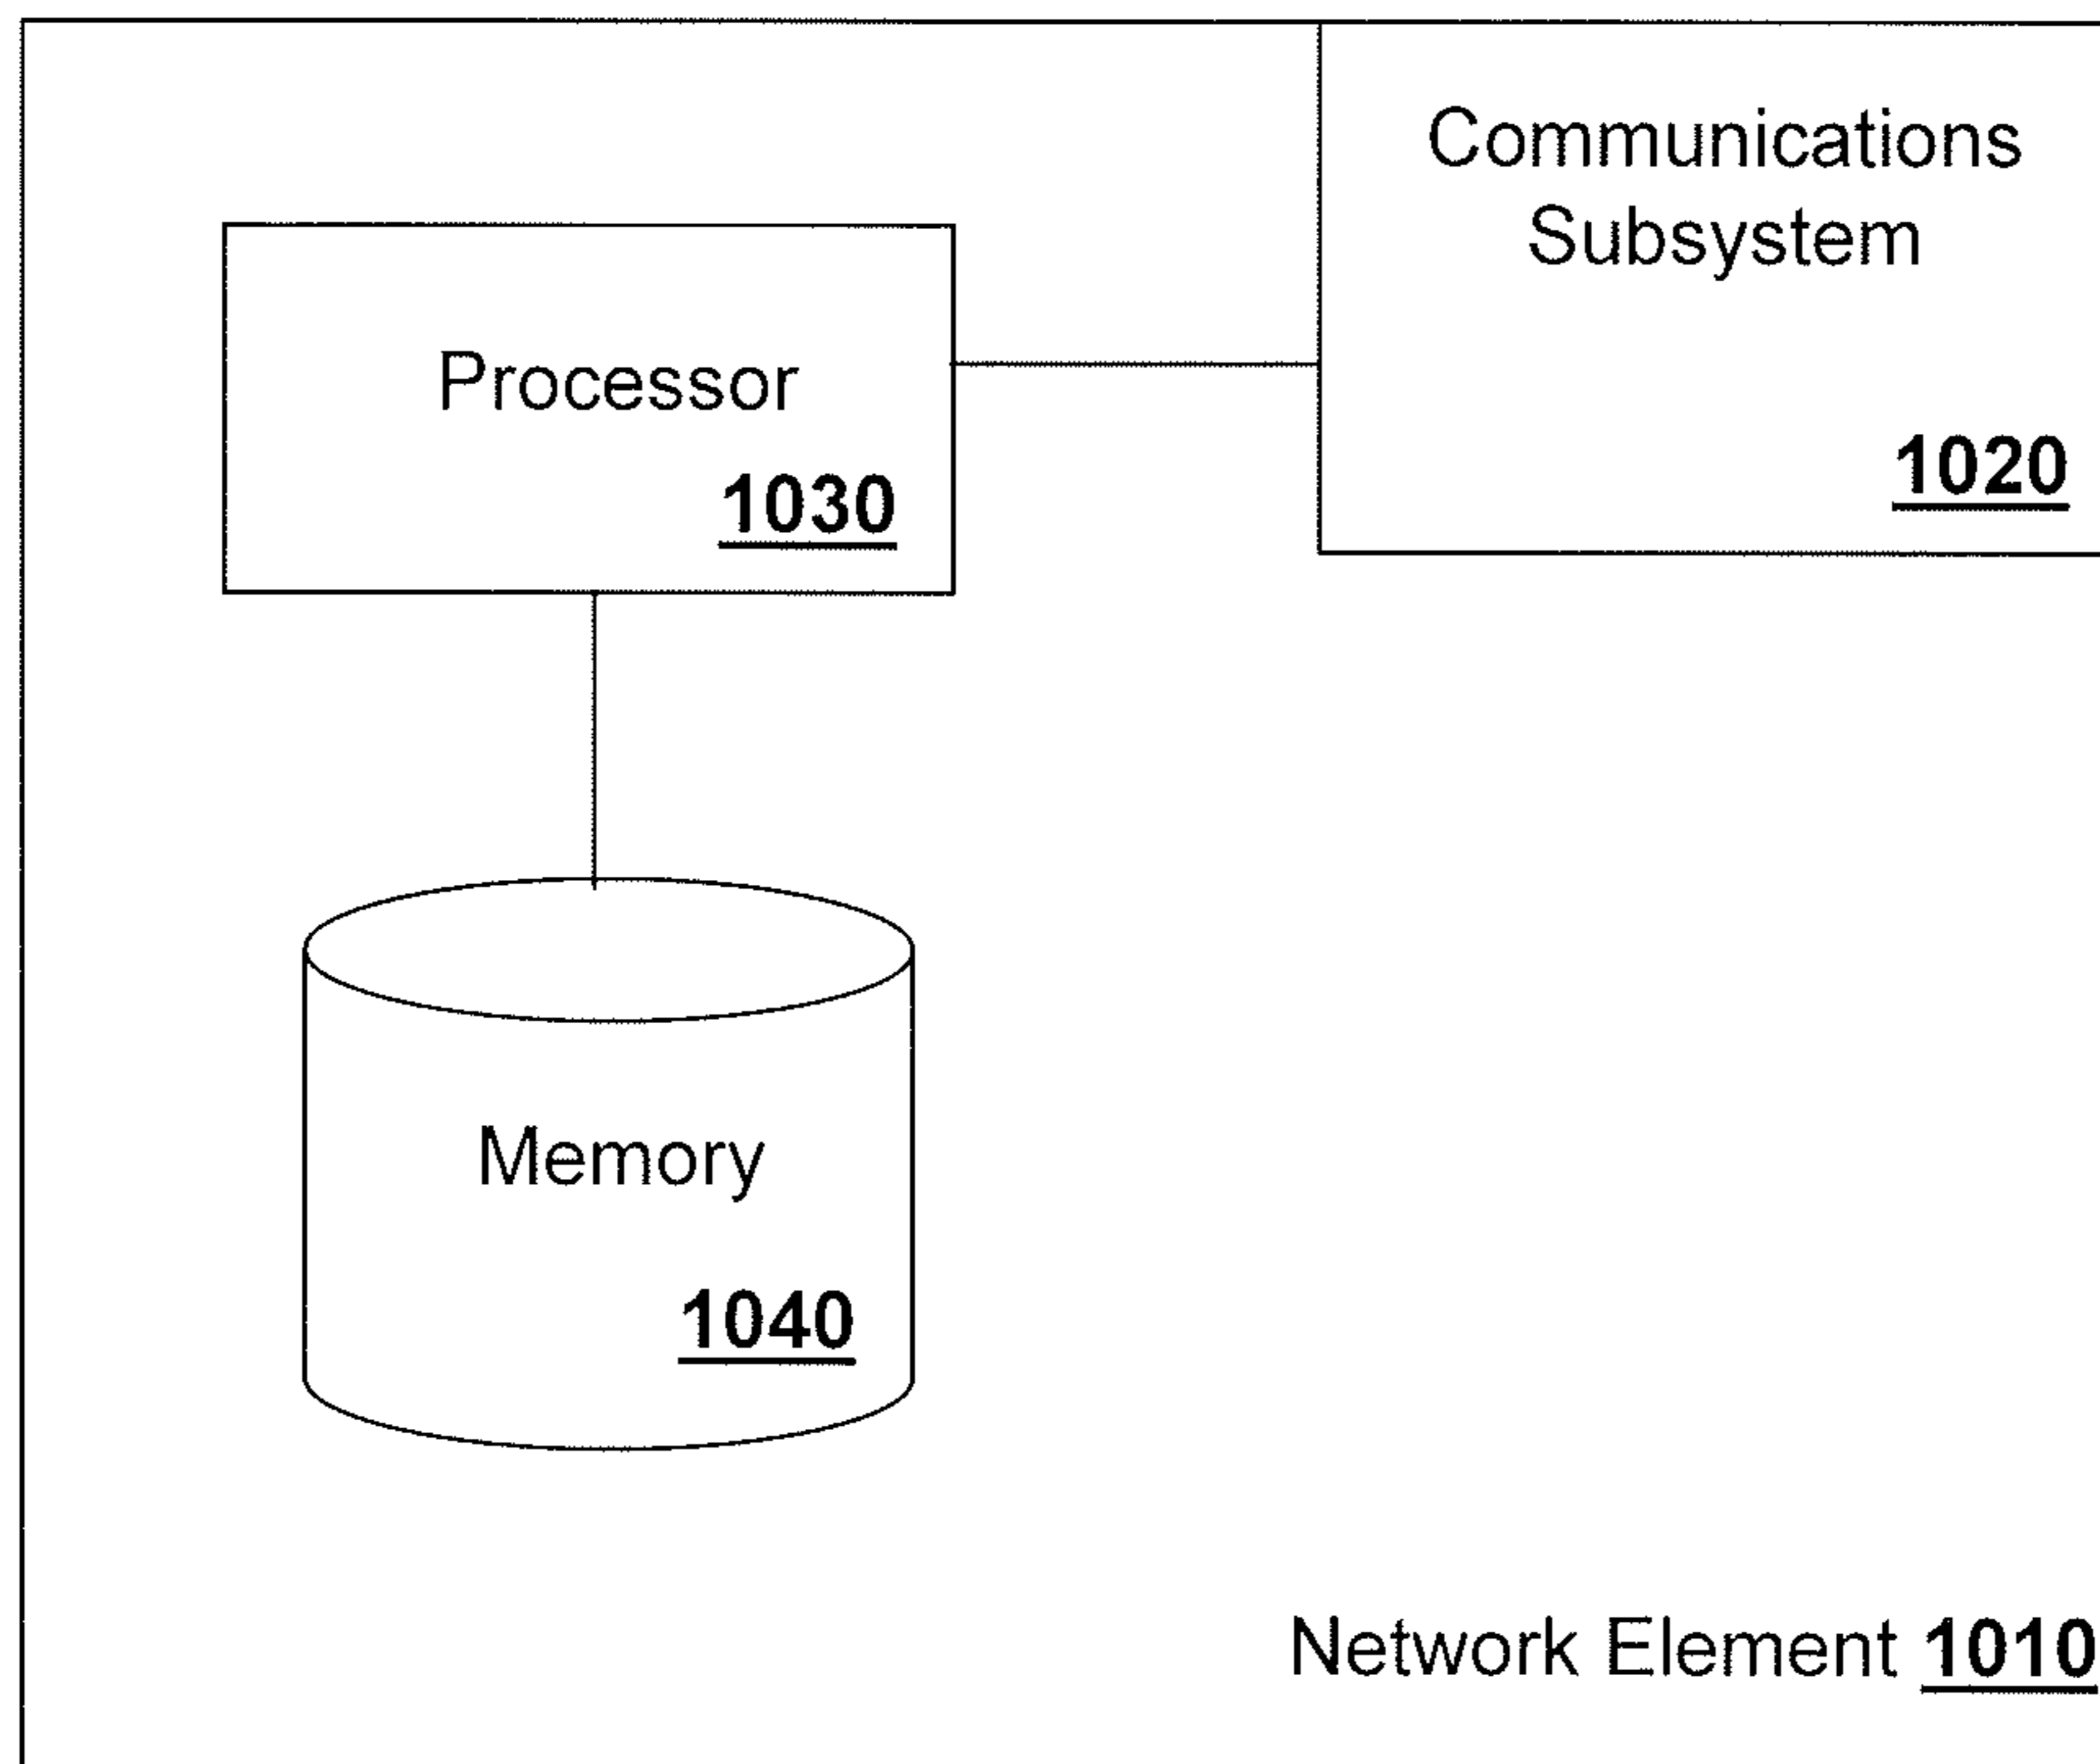 Communications
Subsystem
1020
Processor
1030
Memory
1040
Network Element 1010